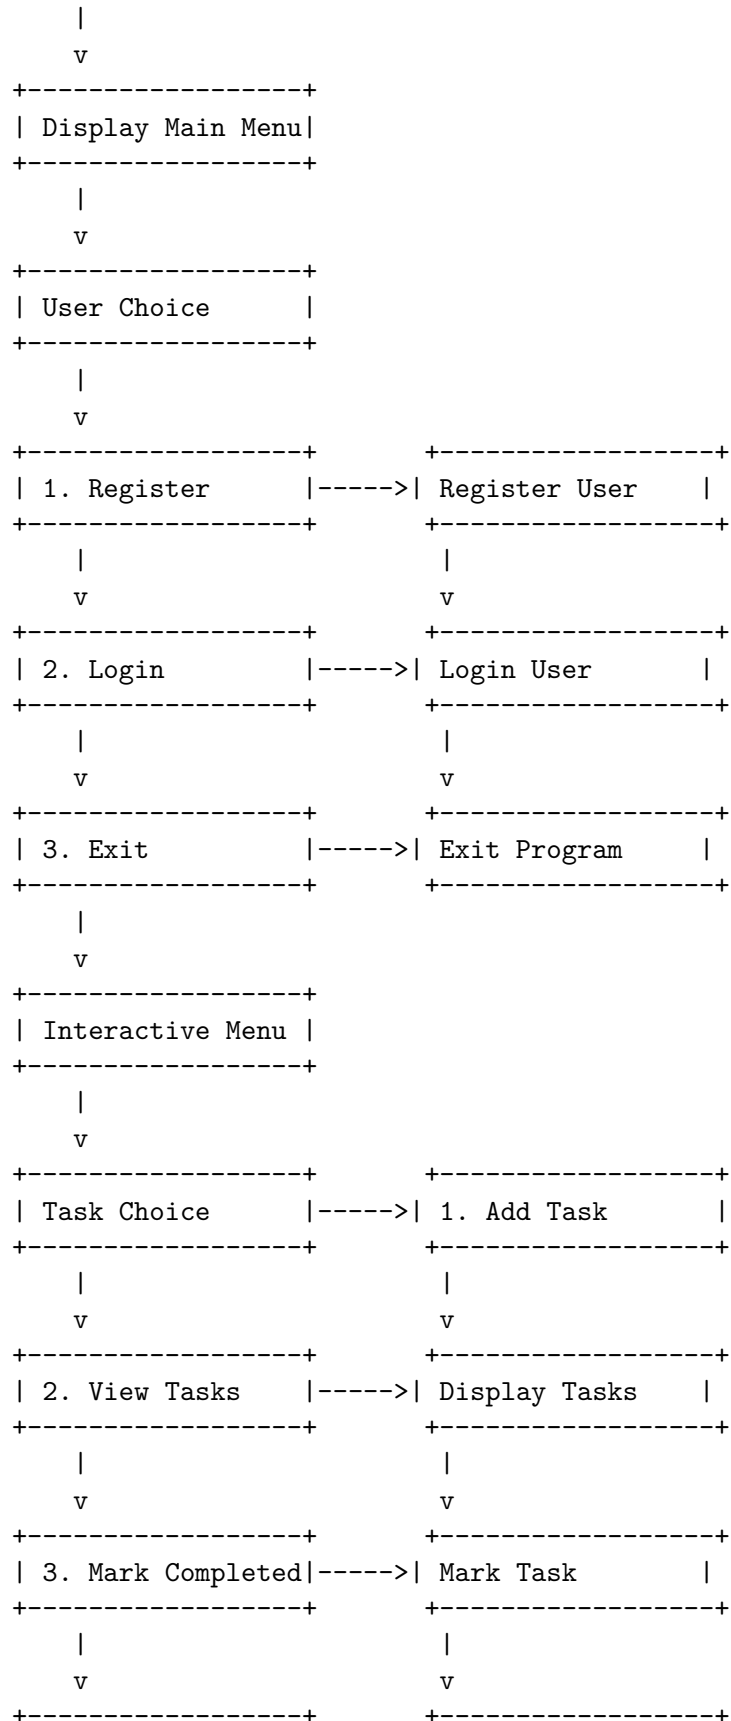 |
    v
+------------------+
| Display Main Menu|
+------------------+
    |
    v
+------------------+
| User Choice      |
+------------------+
    |
    v
+------------------+       +------------------+
| 1. Register      |----->| Register User    |
+------------------+       +------------------+
    |                       |
    v                       v
+------------------+       +------------------+
| 2. Login         |----->| Login User       |
+------------------+       +------------------+
    |                       |
    v                       v
+------------------+       +------------------+
| 3. Exit          |----->| Exit Program     |
+------------------+       +------------------+
    |
    v
+------------------+
| Interactive Menu |
+------------------+
    |
    v
+------------------+       +------------------+
| Task Choice      |----->| 1. Add Task       |
+------------------+       +------------------+
    |                       |
    v                       v
+------------------+       +------------------+
| 2. View Tasks    |----->| Display Tasks    |
+------------------+       +------------------+
    |                       |
    v                       v
+------------------+       +------------------+
| 3. Mark Completed|----->| Mark Task        |
+------------------+       +------------------+
    |                       |
    v                       v
+------------------+       +------------------+